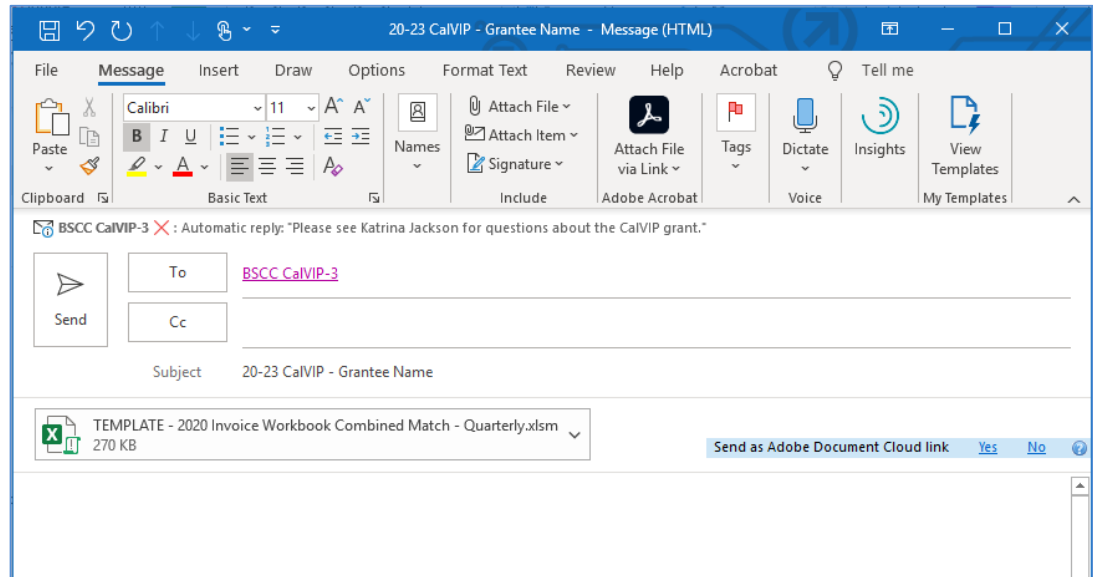 20-23 CalVIP - Grantee Name - Message (HTML)
File Message Insert Draw Options Format Text Review Help Acrobat Tell me
Calibri 11 A A
Paste
B I U
A
A
Names
Attach File
Attach Item
Signature
Attach File
via Link
Tags
Dictate
Insights
View
Templates
Clipboard Basic Text Include Adobe Acrobat Voice My Templates
BSCC CalVIP-3 : Automatic reply: "Please see Katrina Jackson for questions about the CalVIP grant."
Send
To BSCC CalVIP-3
Cc
Subject 20-23 CalVIP - Grantee Name
TEMPLATE - 2020 Invoice Workbook Combined Match - Quarterly.xlsm
270 KB
Send as Adobe Document Cloud link Yes No ?